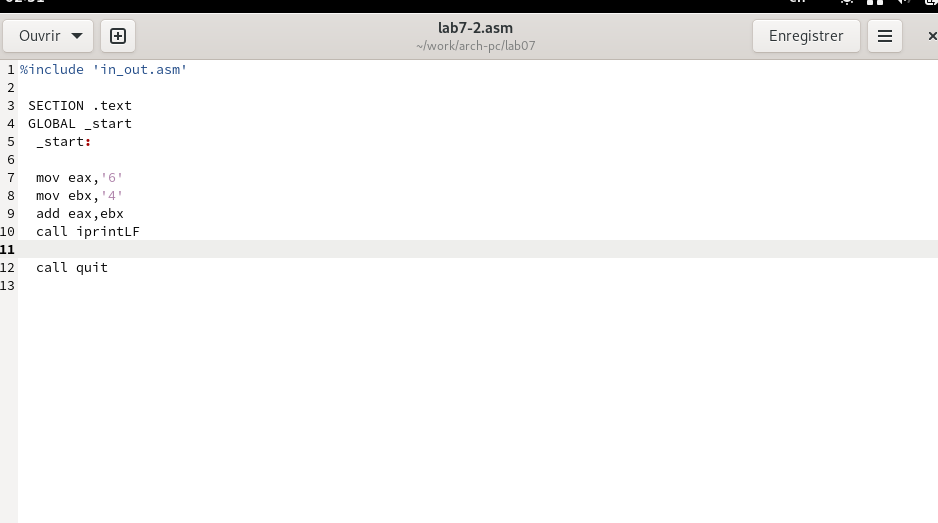 Ouvrir
lab7-2.asm
~/work/arch-pc/lab07
Enregistrer
1 %include 'in_out.asm'
2
3 SECTION .text
4 GLOBAL _start
5 _start:
6
7 mov eax,'6'
8 mov ebx,'4'
9 add eax,ebx
10 call iprintLF
11
12 call quit
13